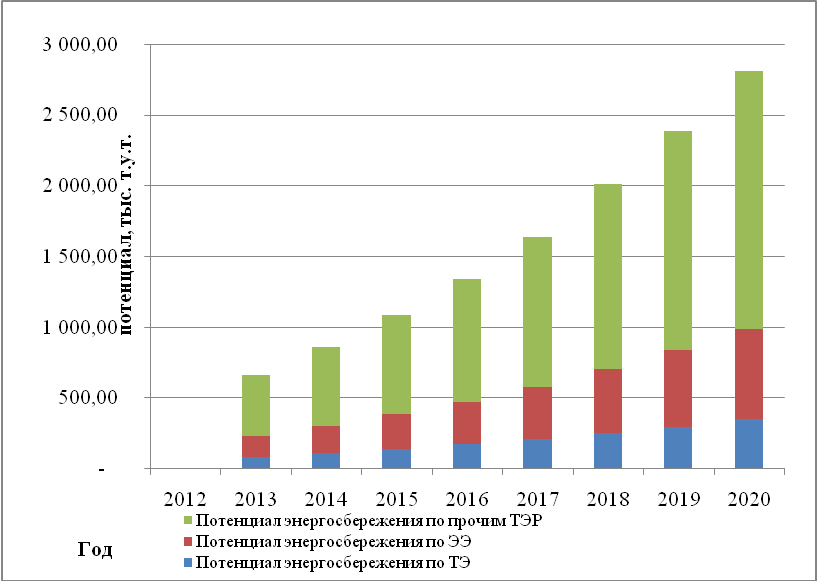 3 000,00
2 500,00
2 000,00
1 500,00
1 000,00
500,00
-
потенциал, тыс. т.у.т.
2012 2013 2014 2015 2016 2017 2018 2019 2020
Потенциал энергосбережения по прочим ТЭР
Потенциал энергосбережения по ЭЭ
Потенциал энергосбережения по ТЭ
Год